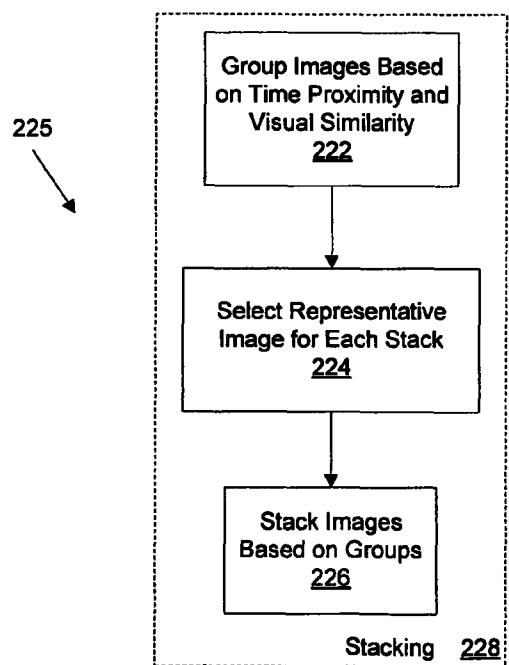 Group Images Based
on Time Proximity and
Visual Similarity
222
225
Select Representative
Image for Each Stack
224
Stack Images
Based on Groups
226
Stacking 228